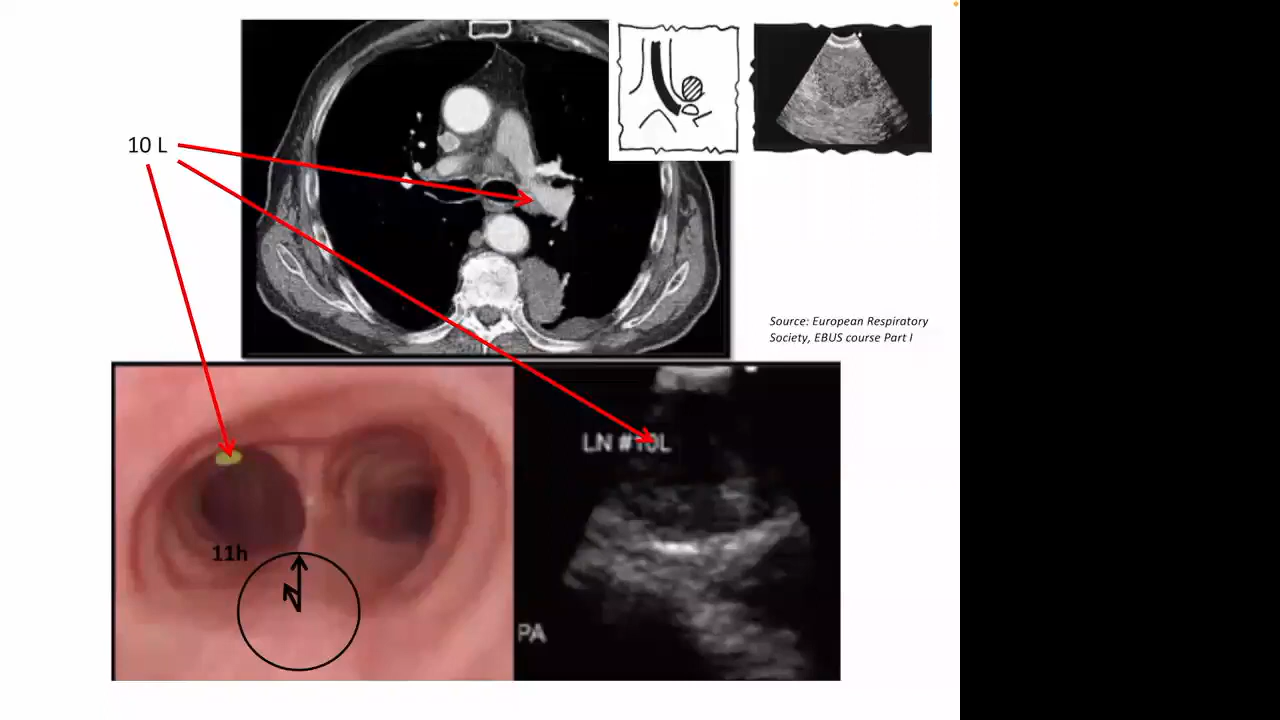 10 L
Source: European Respiratory
Society, EBUS course Part I
LN #10L
11h
PA